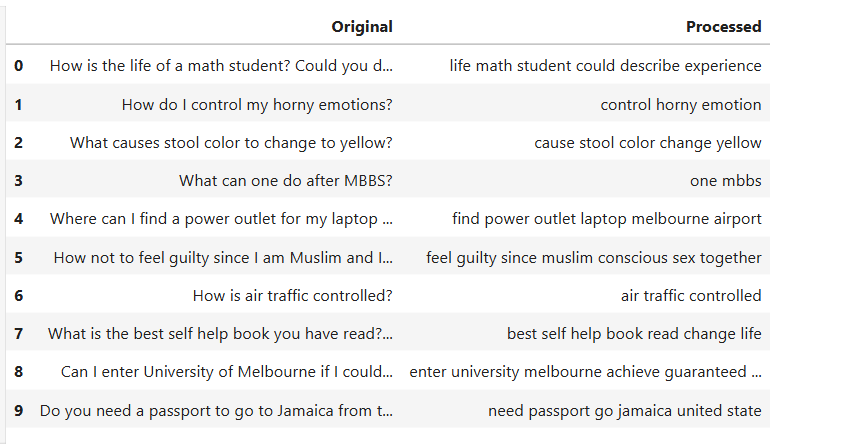 Original Processed
0 How is the life of a math student? Could you d... life math student could describe experience
1 How do I control my horny emotions? control horny emotion
2 What causes stool color to change to yellow? cause stool color change yellow
3 What can one do after MBBS? one mbbs
4 Where can I find a power outlet for my laptop ... find power outlet laptop melbourne airport
5 How not to feel guilty since I am Muslim and I... feel guilty since muslim conscious sex together
6 How is air traffic controlled? air traffic controlled
7 What is the best self help book you have read?... best self help book read change life
8 Can I enter University of Melbourne if I could... enter university melbourne achieve guaranteed ...
9 Do you need a passport to go to Jamaica from t... need passport go jamaica united state